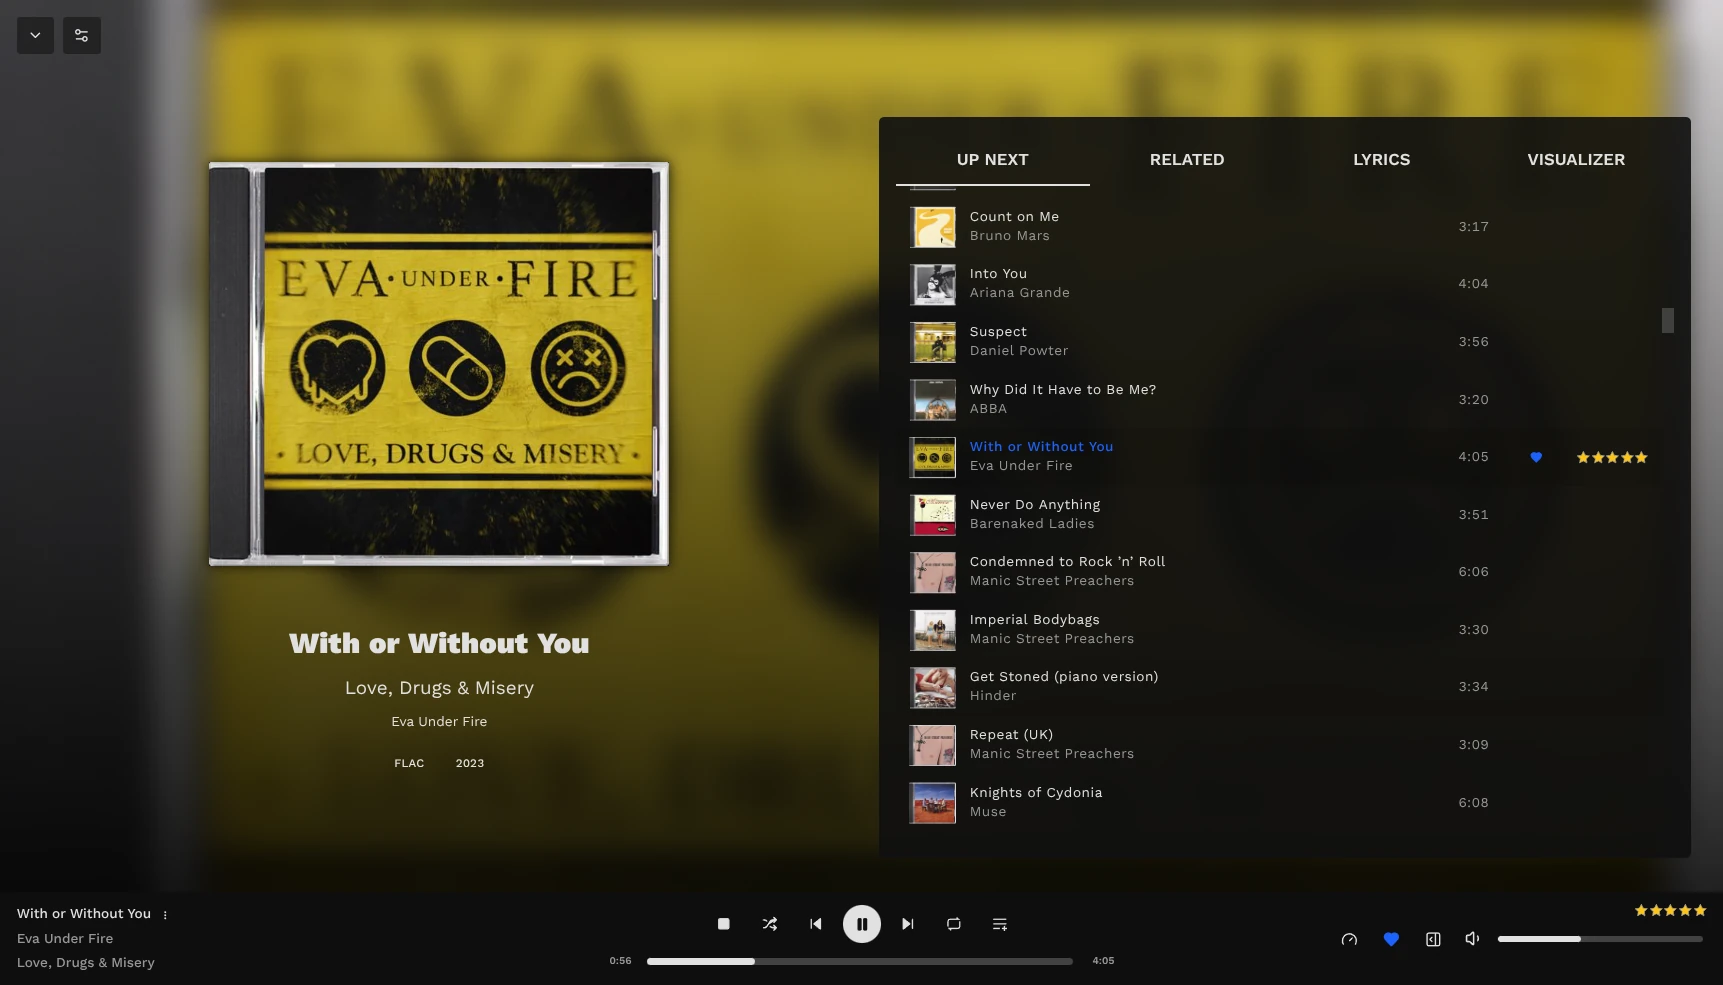 EVA·UNDER·FIRE
· LOVE, DRUGS & MISERY ·
With or Without You
Love, Drugs & Misery
Eva Under Fire
FLAC 2023
UP NEXT RELATED LYRICS VISUALIZER
Count on Me
Bruno Mars
3:17
Into You
Ariana Grande
4:04
Suspect
Daniel Powter
3:56
Why Did It Have to Be Me?
ABBA
3:20
With or Without You
Eva Under Fire
4:05
Never Do Anything
Barenaked Ladies
3:51
Condemned to Rock ’n’ Roll
Manic Street Preachers
6:06
Imperial Bodybags
Manic Street Preachers
3:30
Get Stoned (piano version)
Hinder
3:34
Repeat (UK)
Manic Street Preachers
3:09
Knights of Cydonia
Muse
6:08
With or Without You
Eva Under Fire
Love, Drugs & Misery
0:56 4:05